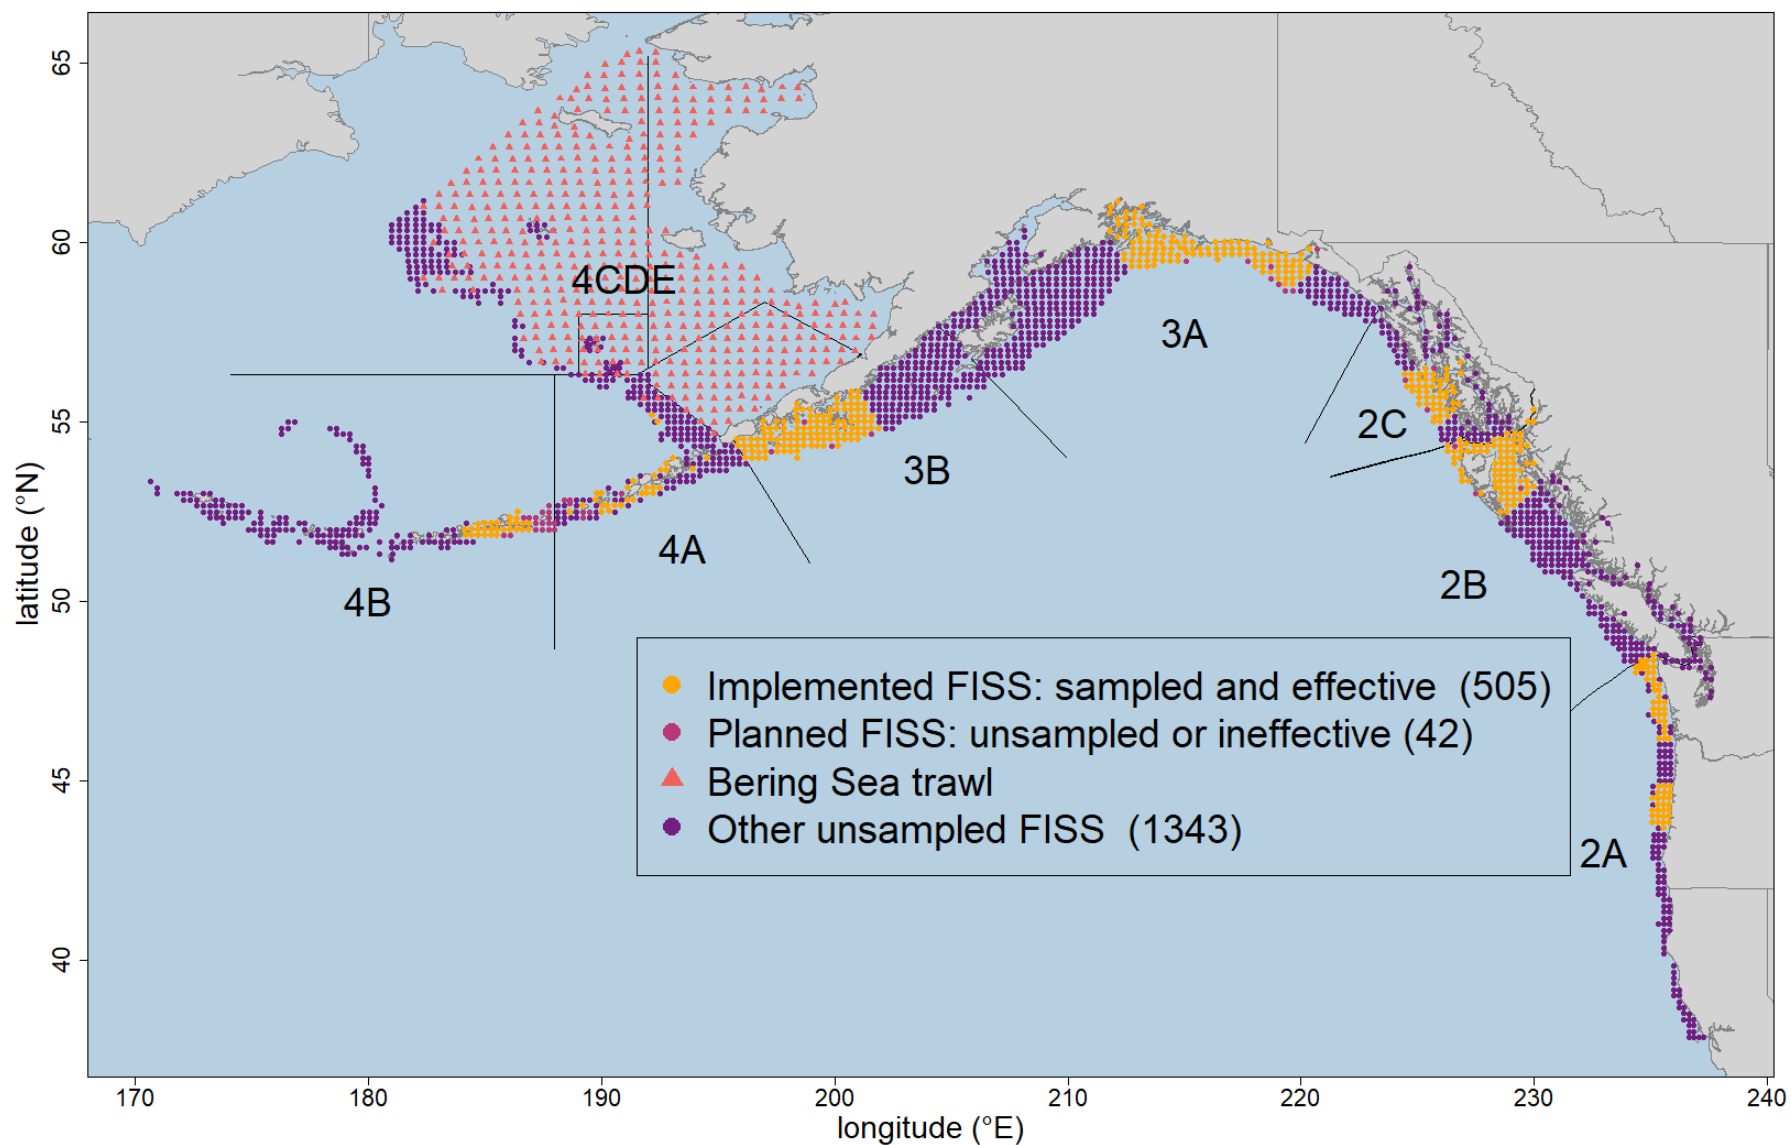 65
60
55
50
45
40
latitude (°N)
4CDE
3A
2C
3B
4A
2B
4B
Implemented FISS: sampled and effective (505)
Planned FISS: unsampled or ineffective (42)
Bering Sea trawl
Other unsampled FISS (1343)
2A
170
180
190
200
210
220
230
240
longitude (°E)